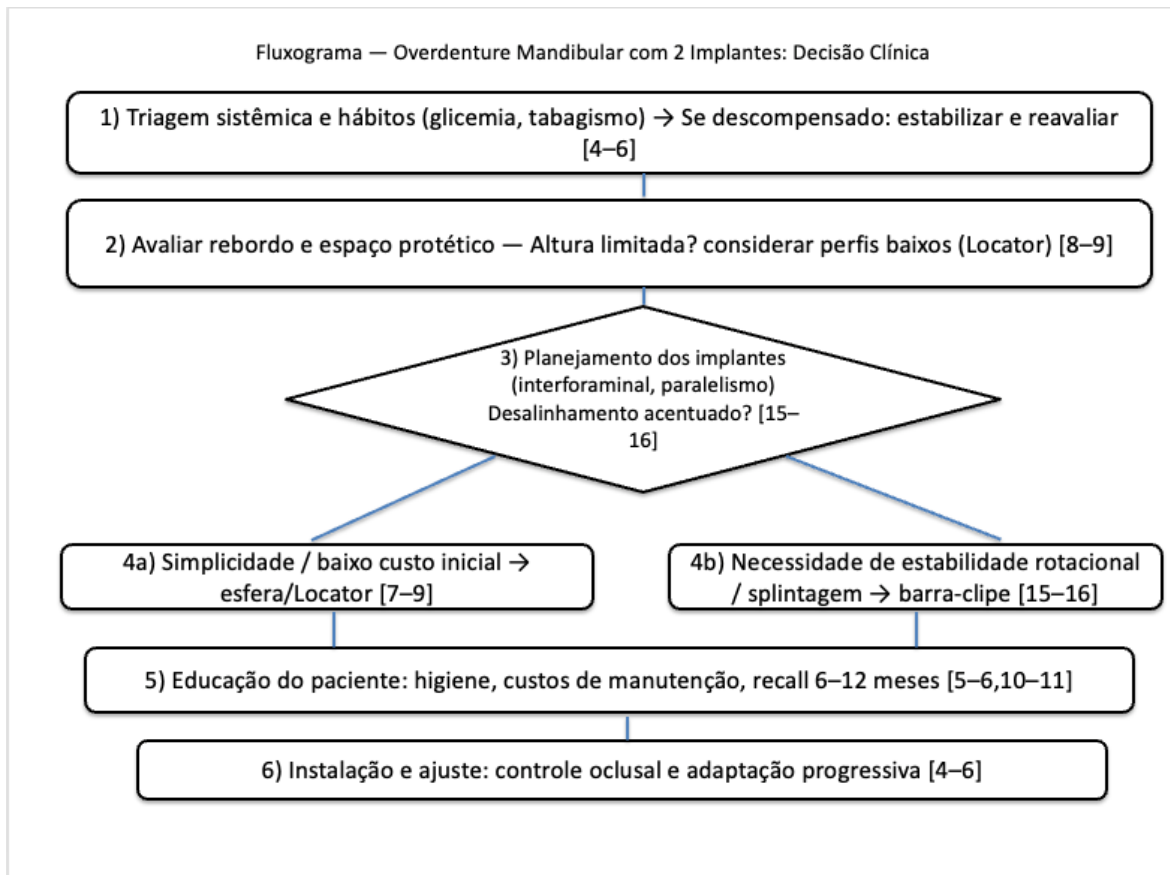 Fluxograma — Overdenture Mandibular com 2 Implantes: Decisão Clínica
1) Triagem sistêmica e hábitos (glicemia, tabagismo) → Se descompensado: estabilizar e reavaliar
[4–6]
2) Avaliar rebordo e espaço protético — Altura limitada? considerar perfis baixos (Locator) [8–9]
3) Planejamento dos implantes
(interforaminal, paralelismo)
Desalinhamento acentuado? [15–
16]
4a) Simplicidade / baixo custo inicial →
esfera/Locator [7–9]
4b) Necessidade de estabilidade rotacional
/ splintagem → barra-clipe [15–16]
5) Educação do paciente: higiene, custos de manutenção, recall 6–12 meses [5–6,10–11]
6) Instalação e ajuste: controle oclusal e adaptação progressiva [4–6]